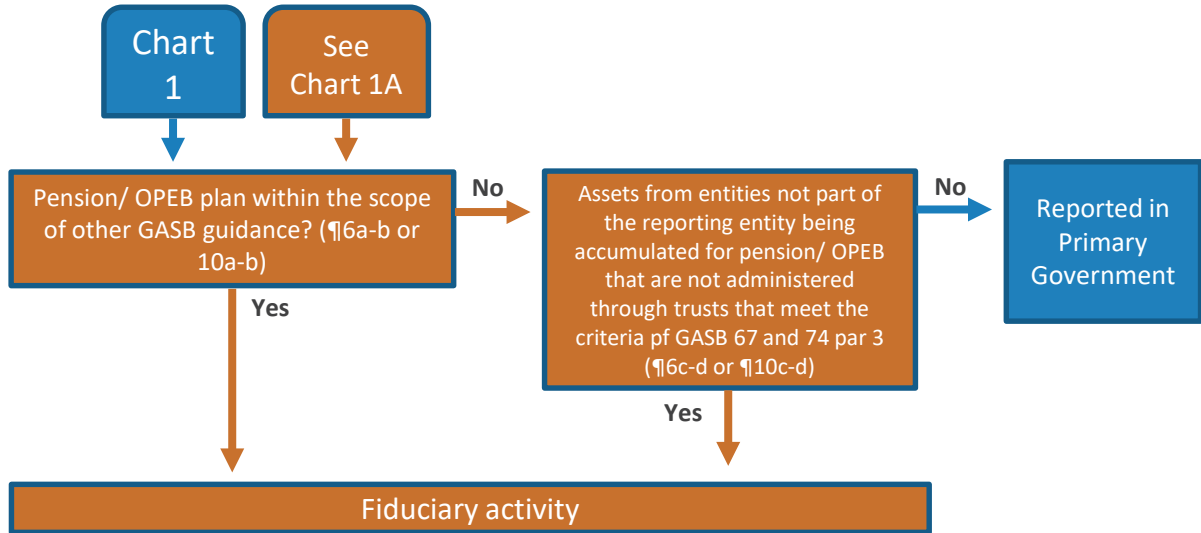 Chart
1
See
Chart 1A
Pension/ OPEB plan within the scope
of other GASB guidance? (¶6a-b or
10a-b)
No
Yes
Assets from entities not part of
the reporting entity being
accumulated for pension/ OPEB
that are not administered
through trusts that meet the
criteria pf GASB 67 and 74 par 3
(¶6c-d or ¶10c-d)
No
Yes
Reported in
Primary
Government
Fiduciary activity